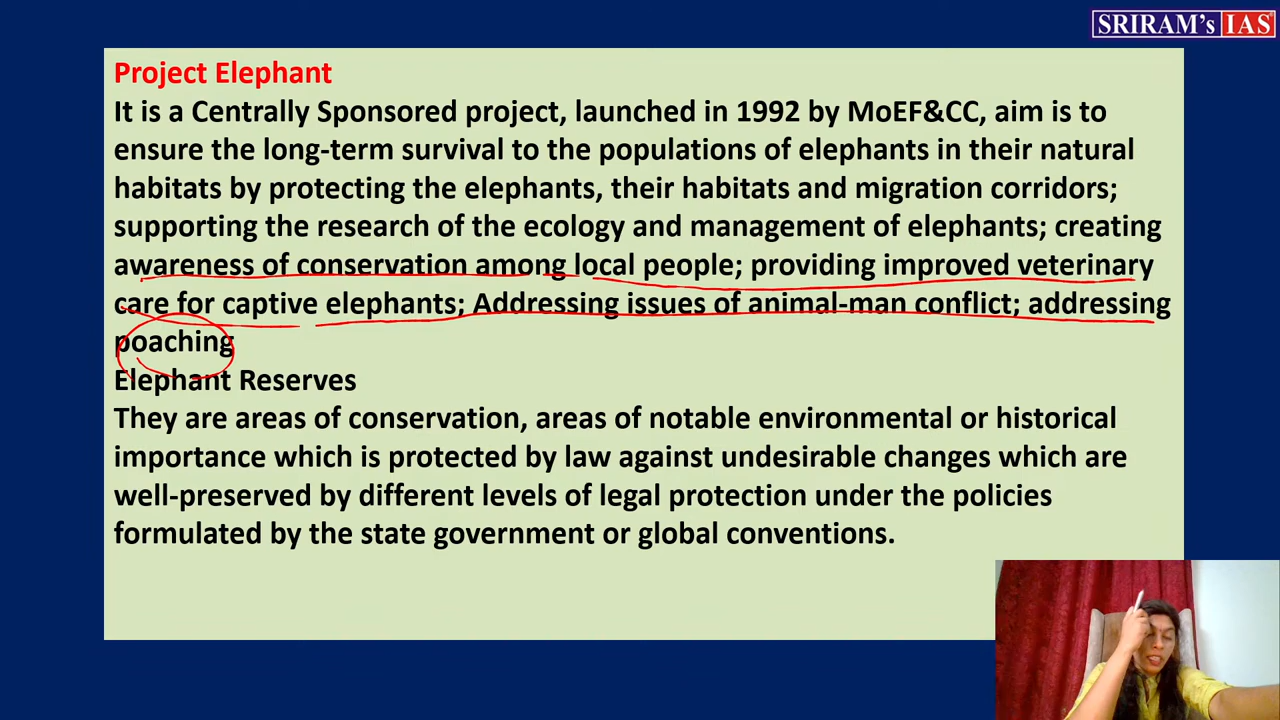 SRIRAM's IAS
Project Elephant
It is a Centrally Sponsored project, launched in 1992 by MoEF&CC, aim is to
ensure the long-term survival to the populations of elephants in their natural
habitats by protecting the elephants, their habitats and migration corridors;
supporting the research of the ecology and management of elephants; creating
awareness of conservation among local people; providing improved veterinary
care for captive elephants; Addressing issues of animal-man conflict; addressing
poaching
Elephant Reserves
They are areas of conservation, areas of notable environmental or historical
importance which is protected by law against undesirable changes which are
well-preserved by different levels of legal protection under the policies
formulated by the state government or global conventions.